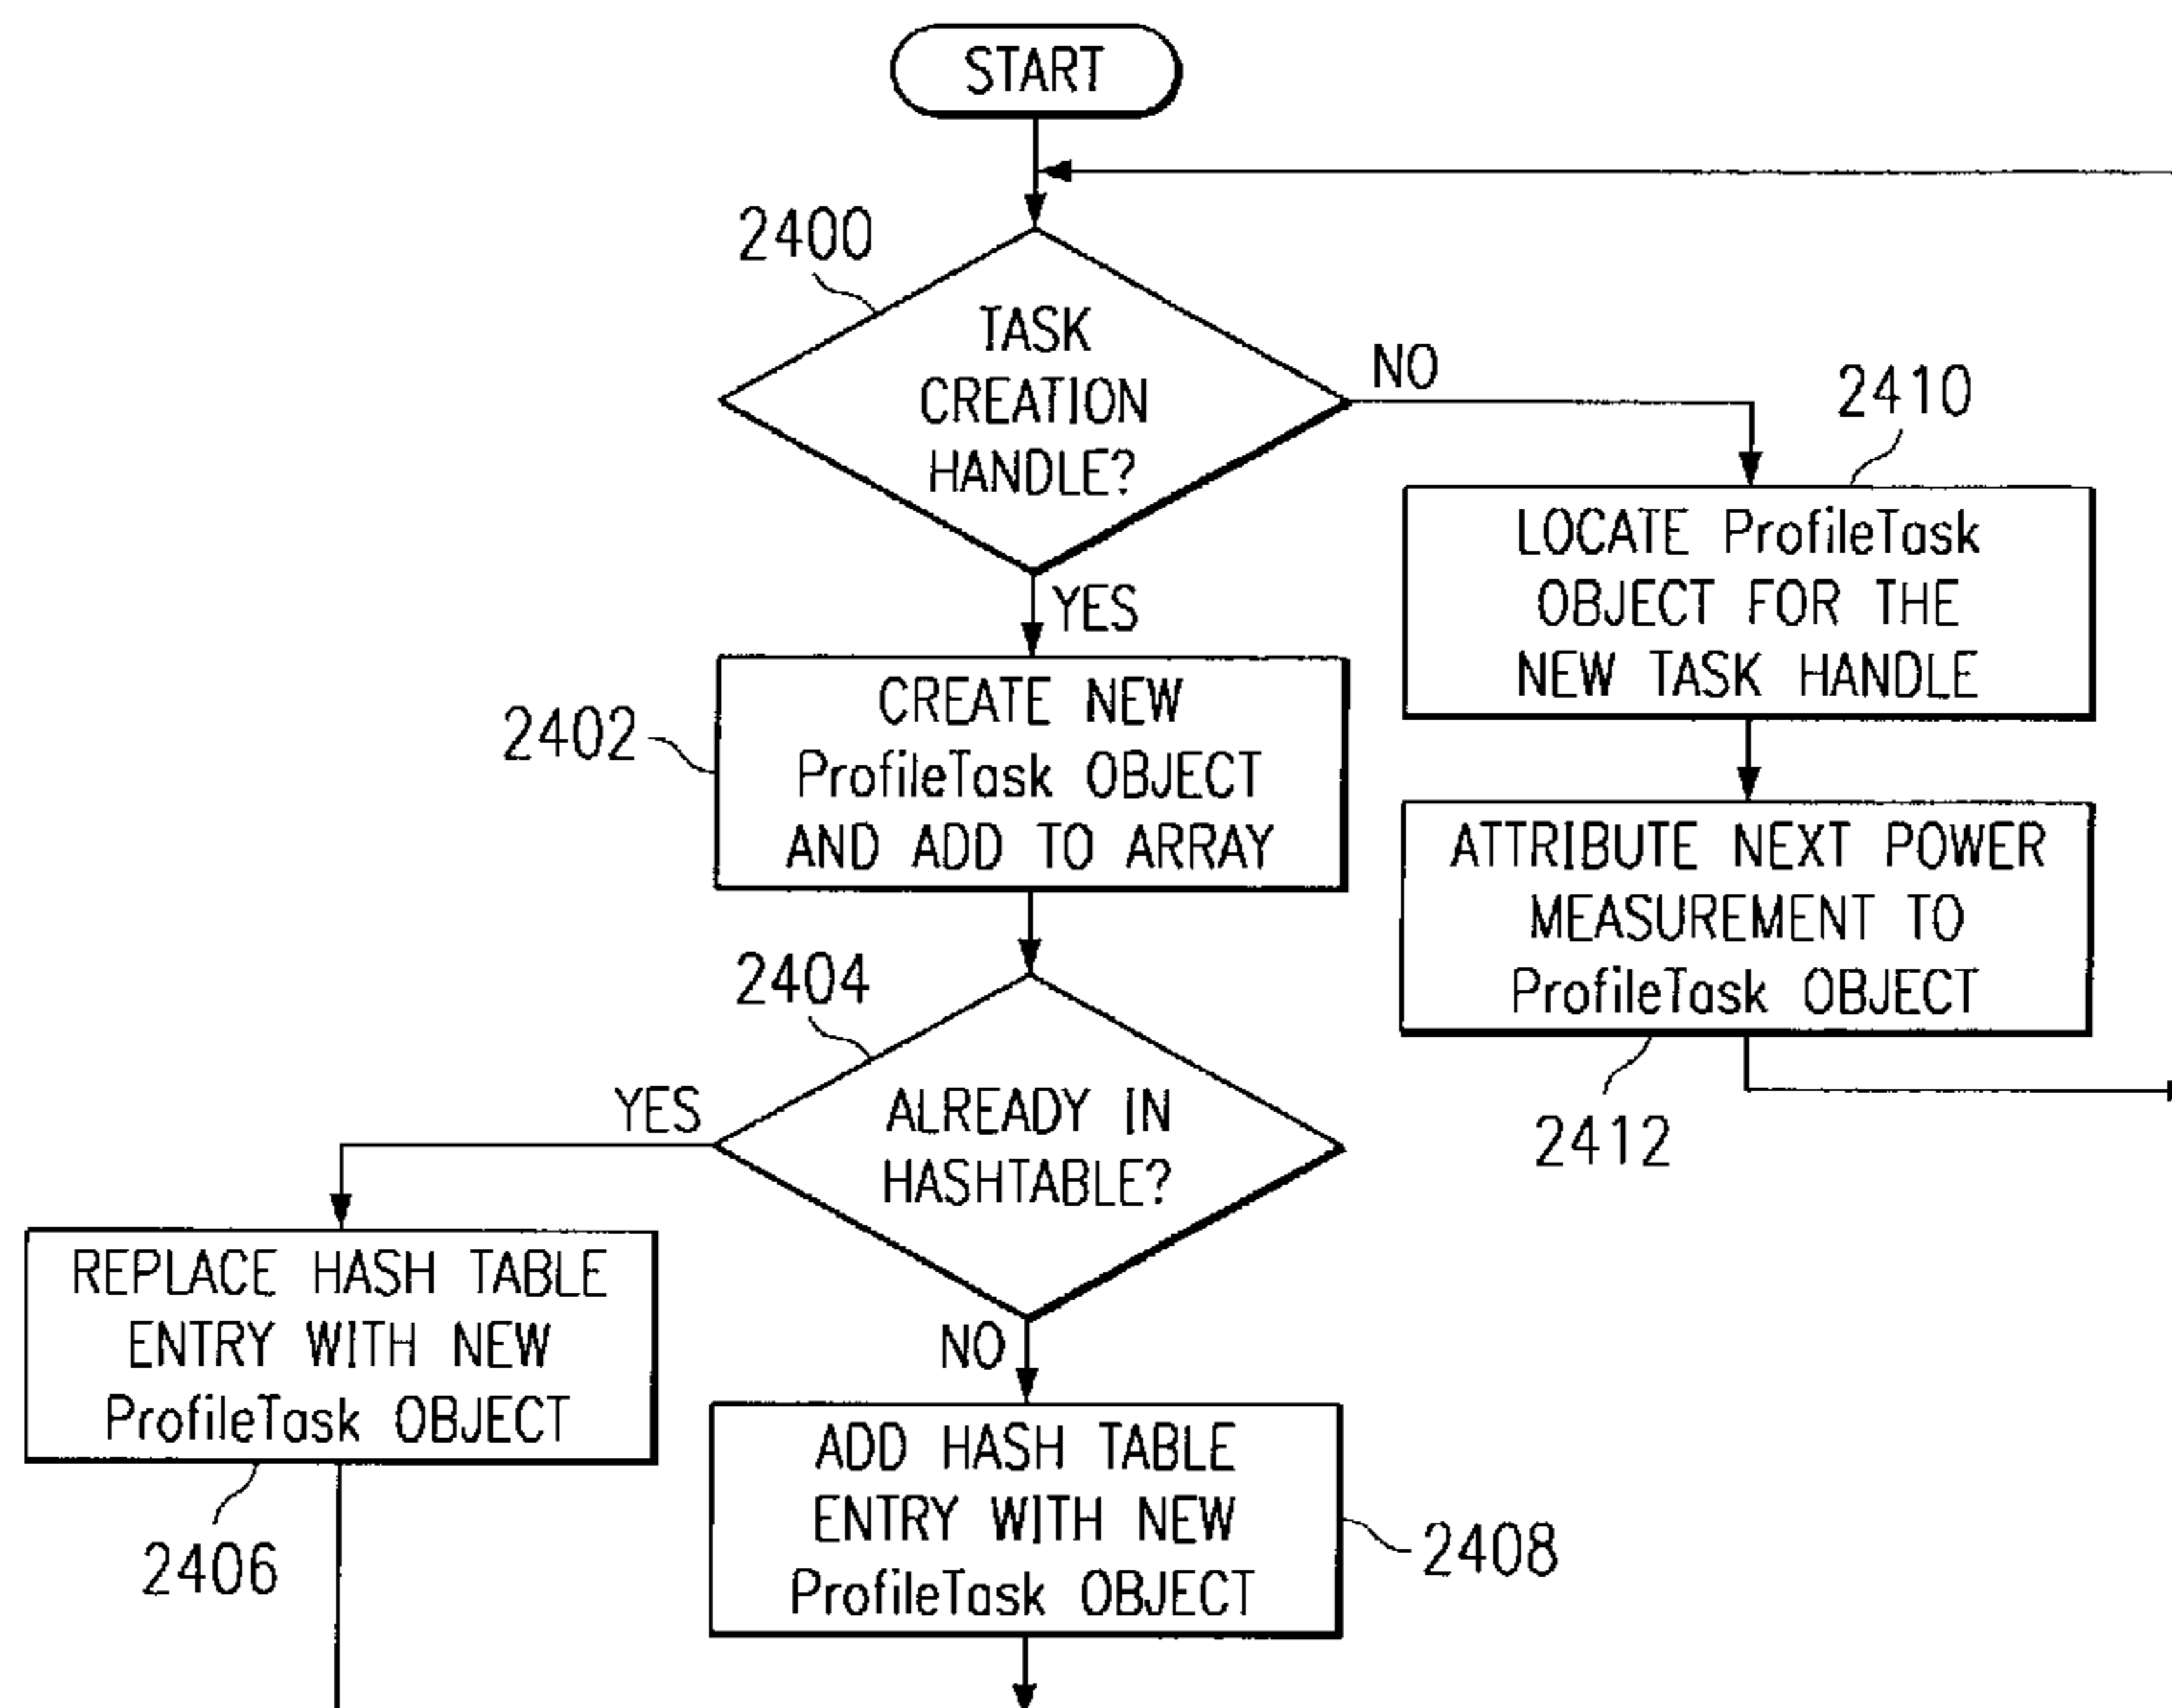 START
2400
TASK
CREATION
HANDLE?
NO
2410
LOCATE ProfileTask
OBJECT FOR THE
NEW TASK HANDLE
YES
2402
CREATE NEW
ProfileTask OBJECT
AND ADD TO ARRAY
ATTRIBUTE NEXT POWER
MEASUREMENT TO
ProfileTask OBJECT
2412
2404
ALREADY IN
HASHTABLE?
YES
REPLACE HASH TABLE
ENTRY WITH NEW
ProfileTask OBJECT
2406
NO
ADD HASH TABLE
ENTRY WITH NEW
ProfileTask OBJECT
2408